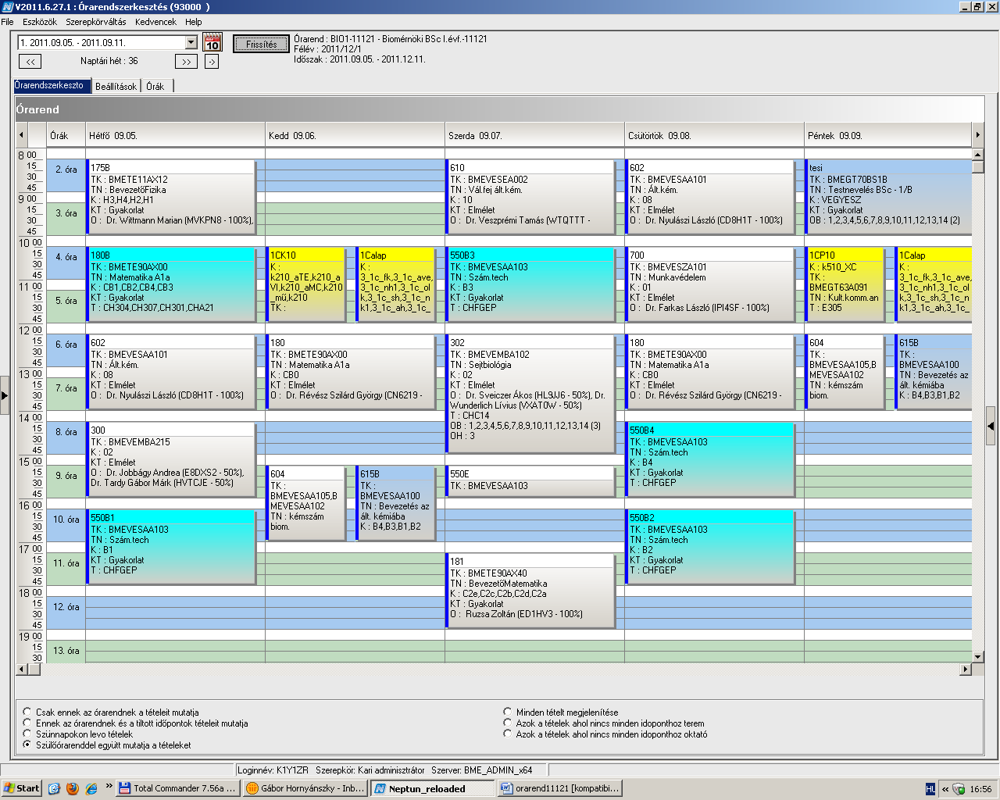 V2011.6.27.1 : Órarendszerkesztés (93000 )
File Eszközök Szerepkörváltás Kedvencek Help
1. 2011.09.05. - 2011.09.11.
10
Frissítés
Órarend : BIO1-11121 - Biomérnöki BSc I.évf.-11121
Félév : 2011/12/1
Időszak : 2011.09.05. - 2011.12.11.
<< Naptári hét : 36 >> ->
Órarendszerkeszto Beállítások Órák
Órarend
Órák Hétfő 09.05. Kedd 09.06. Szerda 09.07. Csütörtök 09.08. Péntek 09.09.
8 00
15
30
45
9 00
15
30
45
10 00
15
30
45
11 00
15
30
45
12 00
15
30
45
13 00
15
30
45
14 00
15
30
45
15 00
15
30
45
16 00
15
30
45
17 00
15
30
45
18 00
15
30
45
19 00
15
30
2. óra
3. óra
4. óra
5. óra
6. óra
7. óra
8. óra
9. óra
10. óra
11. óra
12. óra
13. óra
175B
TK : BMETE11AX12
TN : BevezetőFizika
K : H3,H4,H2,H1
KT : Gyakorlat
O : Dr. Wittmann Marian (MVKPN8 - 100%),
180B
TK : BMETE90AX00
TN : Matematika A1a
K : CB1,CB2,CB4,CB3
KT : Gyakorlat
T : CH304,CH307,CH301,CHA21
602
TK : BMEVESAA101
TN : Ált.kém.
K : 08
KT : Elmélet
O : Dr. Nyulászi László (CD8H1T - 100%)
300
TK : BMEVEMBA215
K : 02
KT : Elmélet
O : Dr. Jobbágy Andrea (E8DXS2 - 50%),
Dr. Tardy Gábor Márk (HVTCJE - 50%)
550B1
TK : BMEVESAA103
TN : Szám.tech
K : B1
KT : Gyakorlat
T : CHFGEP
1CK10
K :
k210_aTE,k210_a
VI,k210_aMC,k210
_mű,k210
TK :
1Calap
K :
3_1c_fk,3_1c_ave,
3_1c_nh1,3_1c_ol
k,3_1c_sh,3_1c_n
k1,3_1c_ah,3_1c_
180
TK : BMETE90AX00
TN : Matematika A1a
K : CB0
KT : Elmélet
O : Dr. Révész Szilárd György (CN6219 -
604
TK :
BMEVESAA105,B
MEVESAA102
TN : kémszám
biom.
615B
TK :
BMEVESAA100
TN : Bevezetés az
ált. kémiába
K : B4,B3,B1,B2
610
TK : BMEVESEA002
TN : Vál.fej ált.kém.
K : 10
KT : Elmélet
O : Dr. Veszprémi Tamás (WTQTTT -
550B3
TK : BMEVESAA103
TN : Szám.tech
K : B3
KT : Gyakorlat
T : CHFGEP
302
TK : BMEVEMBA102
TN : Sejtbiológia
K : 02
KT : Elmélet
O : Dr. Sveiczer Ákos (HL9JJ6 - 50%), Dr.
Wunderlich Lívius (VXAT0W - 50%)
T : CHC14
OB : 1,2,3,4,5,6,7,8,9,10,11,12,13,14 (3)
OH : 3
550E
TK : BMEVESAA103
181
TK : BMETE90AX40
TN : BevezetőMatematika
K : C2e,C2c,C2b,C2d,C2a
KT : Gyakorlat
O : Ruzsa Zoltán (ED1HV3 - 100%)
602
TK : BMEVESAA101
TN : Ált.kém.
K : 08
KT : Elmélet
O : Dr. Nyulászi László (CD8H1T - 100%)
700
TK : BMEVESZA101
TN : Munkavédelem
K : 01
KT : Elmélet
O : Dr. Farkas László (IPI4SF - 100%)
180
TK : BMETE90AX00
TN : Matematika A1a
K : CB0
KT : Elmélet
O : Dr. Révész Szilárd György (CN6219 -
550B4
TK : BMEVESAA103
TN : Szám.tech
K : B4
KT : Gyakorlat
T : CHFGEP
550B2
TK : BMEVESAA103
TN : Szám.tech
K : B2
KT : Gyakorlat
T : CHFGEP
tesi
TK : BMEGT70BS1B
TN : Testnevelés BSc - 1/B
K : VEGYESZ
KT : Gyakorlat
OB : 1,2,3,4,5,6,7,8,9,10,11,12,13,14 (2)
1CP10
K : k510_XC
TK :
BMEGT63A091
TN : Kult.komm.an
T : E305
1Calap
K :
3_1c_fk,3_1c_ave,
3_1c_nh1,3_1c_ol
k,3_1c_sh,3_1c_n
k1,3_1c_ah,3_1c_
604
TK :
BMEVESAA105,B
MEVESAA102
TN : kémszám
biom.
615B
TK :
BMEVESAA100
TN : Bevezetés az
ált. kémiába
K : B4,B3,B1,B2
Csak ennek az órarendnek a tételeit mutatja
Ennek az órarendnek és a tiltott időpontok tételeit mutatja
Szünnapokon levo tételek
Szülőórarenddel együtt mutatja a tételeket
Minden tételt megjelenítése
Azok a tételek ahol nincs minden idoponthoz terem
Azok a tételek ahol nincs minden idoponthoz oktató
Loginnév: K1Y1ZR Szerepkör: Kari adminisztrátor Szerver: BME_ADMIN_x64
Start » Total Commander 7.56a ... Gábor Hornyánszky - Inb... Neptun_reloaded orarend11121 [kompatibi... HU « 16:56